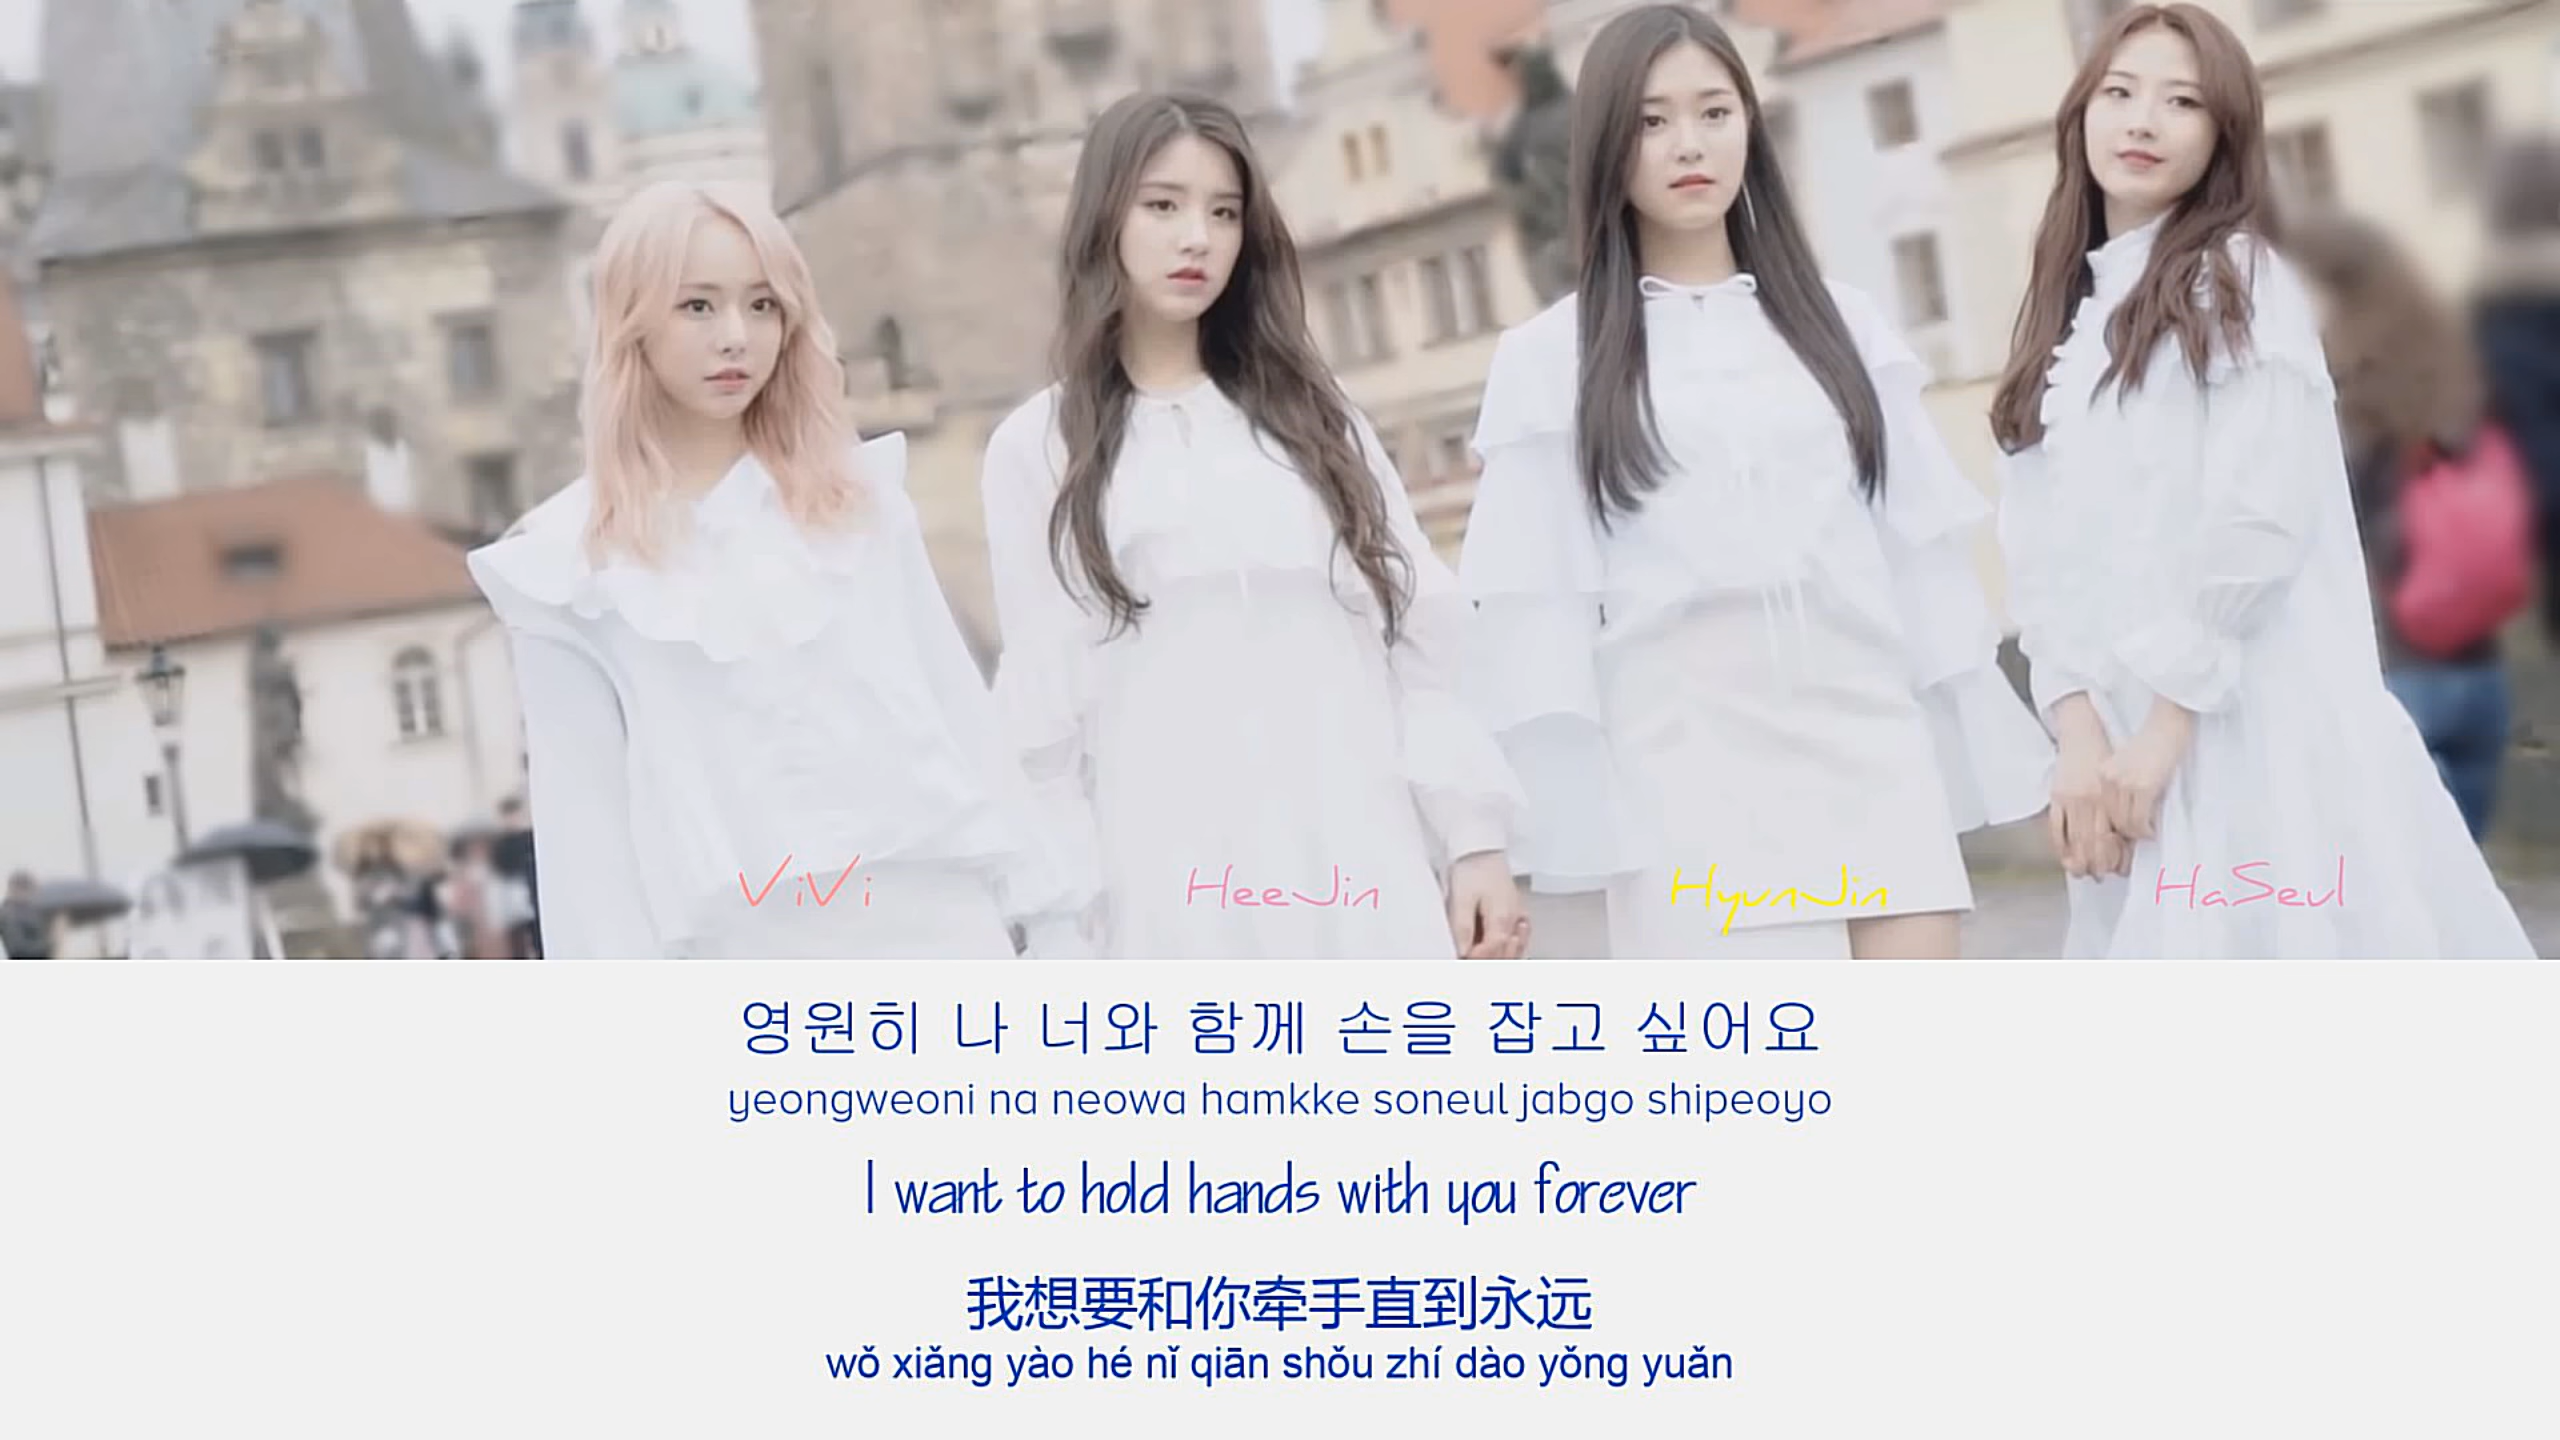 ViVi HeeJin HyunJin HaSeul
영원히 나 너와 함께 손을 잡고 싶어요
yeongweoni na neowa hamkke soneul jabgo shipeoyo
I want to hold hands with you forever
我想要和你牵手直到永远
wǒ xiǎng yào hé nǐ qiān shǒu zhí dào yǒng yuǎn